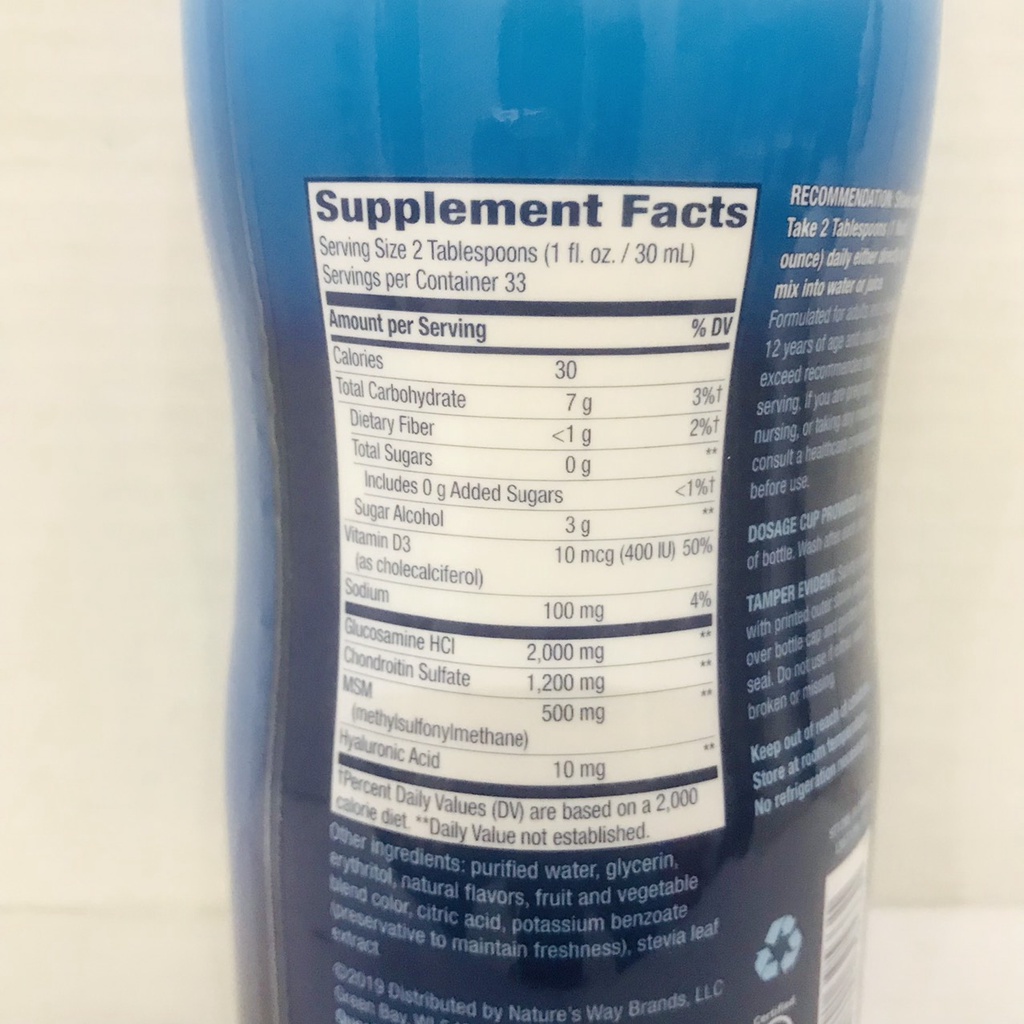 Supplement Facts
Serving Size 2 Tablespoons (1 fl. oz. / 30 mL)
Servings per Container 33
Amount per Serving % DV
Calories 30
Total Carbohydrate 7 g 3%†
Dietary Fiber <1 g 2%†
Total Sugars 0 g **
Includes 0 g Added Sugars <1%†
Sugar Alcohol 3 g **
Vitamin D3 10 mcg (400 IU) 50%
(as cholecalciferol)
Sodium 100 mg 4%
Glucosamine HCl 2,000 mg **
Chondroitin Sulfate 1,200 mg **
MSM 500 mg **
(methylsulfonylmethane)
Hyaluronic Acid 10 mg **
†Percent Daily Values (DV) are based on a 2,000
calorie diet. **Daily Value not established.
Other ingredients: purified water, glycerin,
erythritol, natural flavors, fruit and vegetable
blend color, citric acid, potassium benzoate
(preservative to maintain freshness), stevia leaf
extract
©2019 Distributed by Nature's Way Brands, LLC
Green Bay, WI
RECOMMENDATION:
Take 2 Tablespoons (1
ounce) daily either
mix into water or juice
Formulated for adults
12 years of age
exceed recommended
serving. If you are
nursing, or taking any
consult a healthcare
before use.
DOSAGE CUP PROVIDED
of bottle. Wash after
TAMPER EVIDENT:
with printed outer
over bottle cap and
seal. Do not use if
broken or missing
Keep out of reach of
Store at room
No refrigeration
Certified